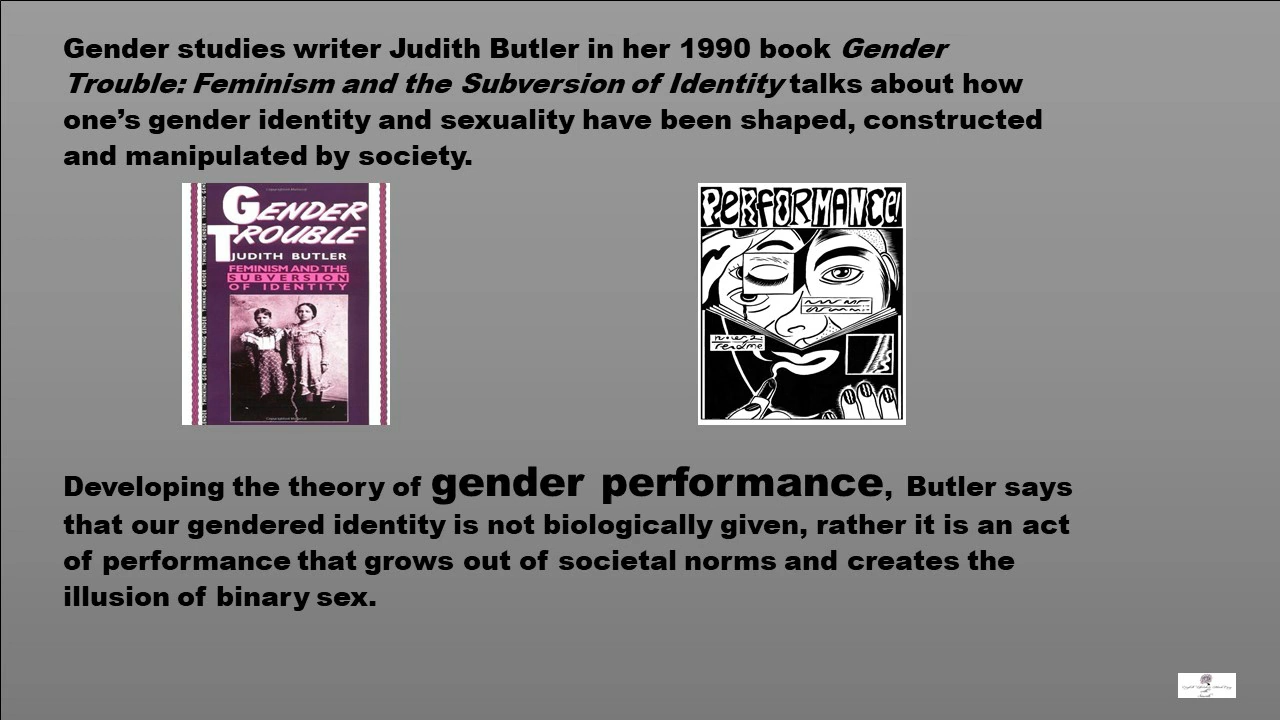 Gender studies writer Judith Butler in her 1990 book Gender
Trouble: Feminism and the Subversion of Identity talks about how
one’s gender identity and sexuality have been shaped, constructed
and manipulated by society.
GENDER
TROUBLE
JUDITH BUTLER
FEMINISM AND THE
SUBVERSION
OF IDENTITY
PERFORMANCE!
Developing the theory of gender performance, Butler says
that our gendered identity is not biologically given, rather it is an act
of performance that grows out of societal norms and creates the
illusion of binary sex.